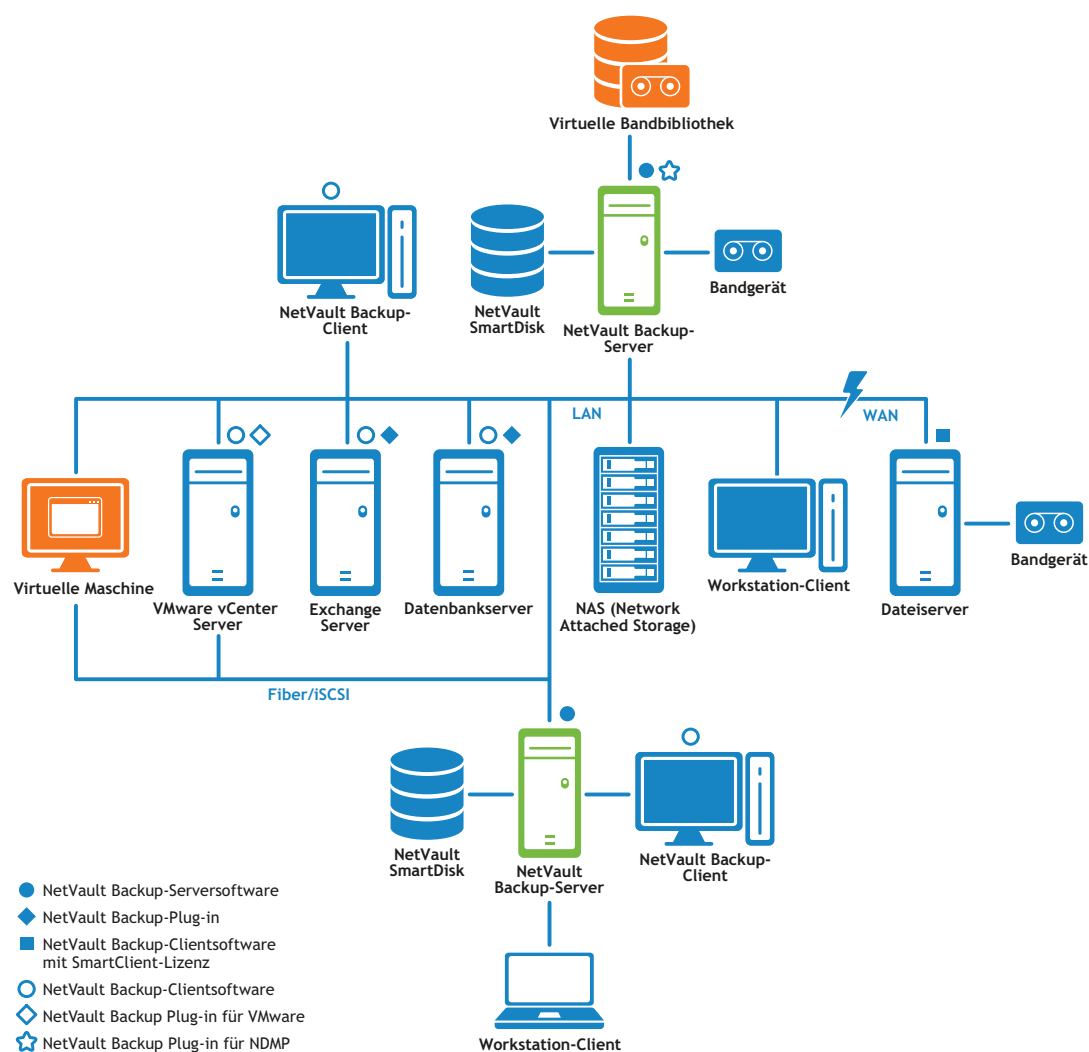 Virtuelle Bandbibliothek
NetVault Backup-
Client
NetVault
SmartDisk
NetVault Backup-
Server
Bandgerät
LAN
WAN
Virtuelle Maschine
VMware vCenter
Server
Exchange
Server
Datenbankserver
NAS (Network
Attached Storage)
Workstation-Client
Dateiserver
Bandgerät
Fiber/iSCSI
NetVault
SmartDisk
NetVault
Backup-Server
NetVault Backup-
Client
Workstation-Client
NetVault Backup-Serversoftware
NetVault Backup-Plug-in
NetVault Backup-Clientsoftware
mit SmartClient-Lizenz
NetVault Backup-Clientsoftware
NetVault Backup Plug-in für VMware
NetVault Backup Plug-in für NDMP